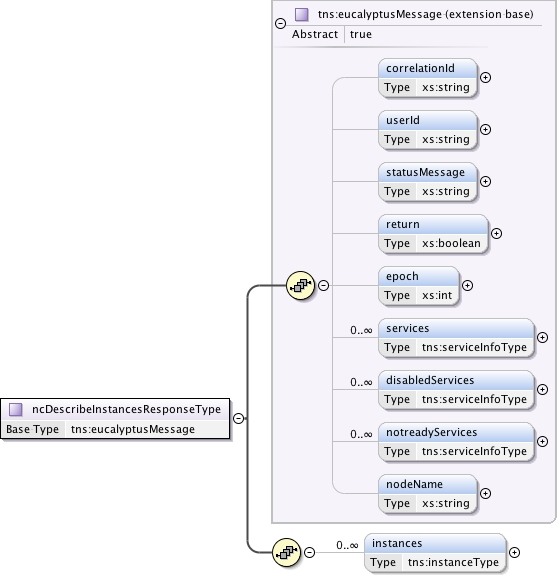 tns:eucalyptusMessage (extension base)
Abstract true
correlationId
Type xs:string
userId
Type xs:string
statusMessage
Type xs:string
return
Type xs:boolean
epoch
Type xs:int
0..∞ services
Type tns:serviceInfoType
0..∞ disabledServices
Type tns:serviceInfoType
0..∞ notreadyServices
Type tns:serviceInfoType
nodeName
Type xs:string
ncDescribeInstancesResponseType
Base Type tns:eucalyptusMessage
0..∞ instances
Type tns:instanceType